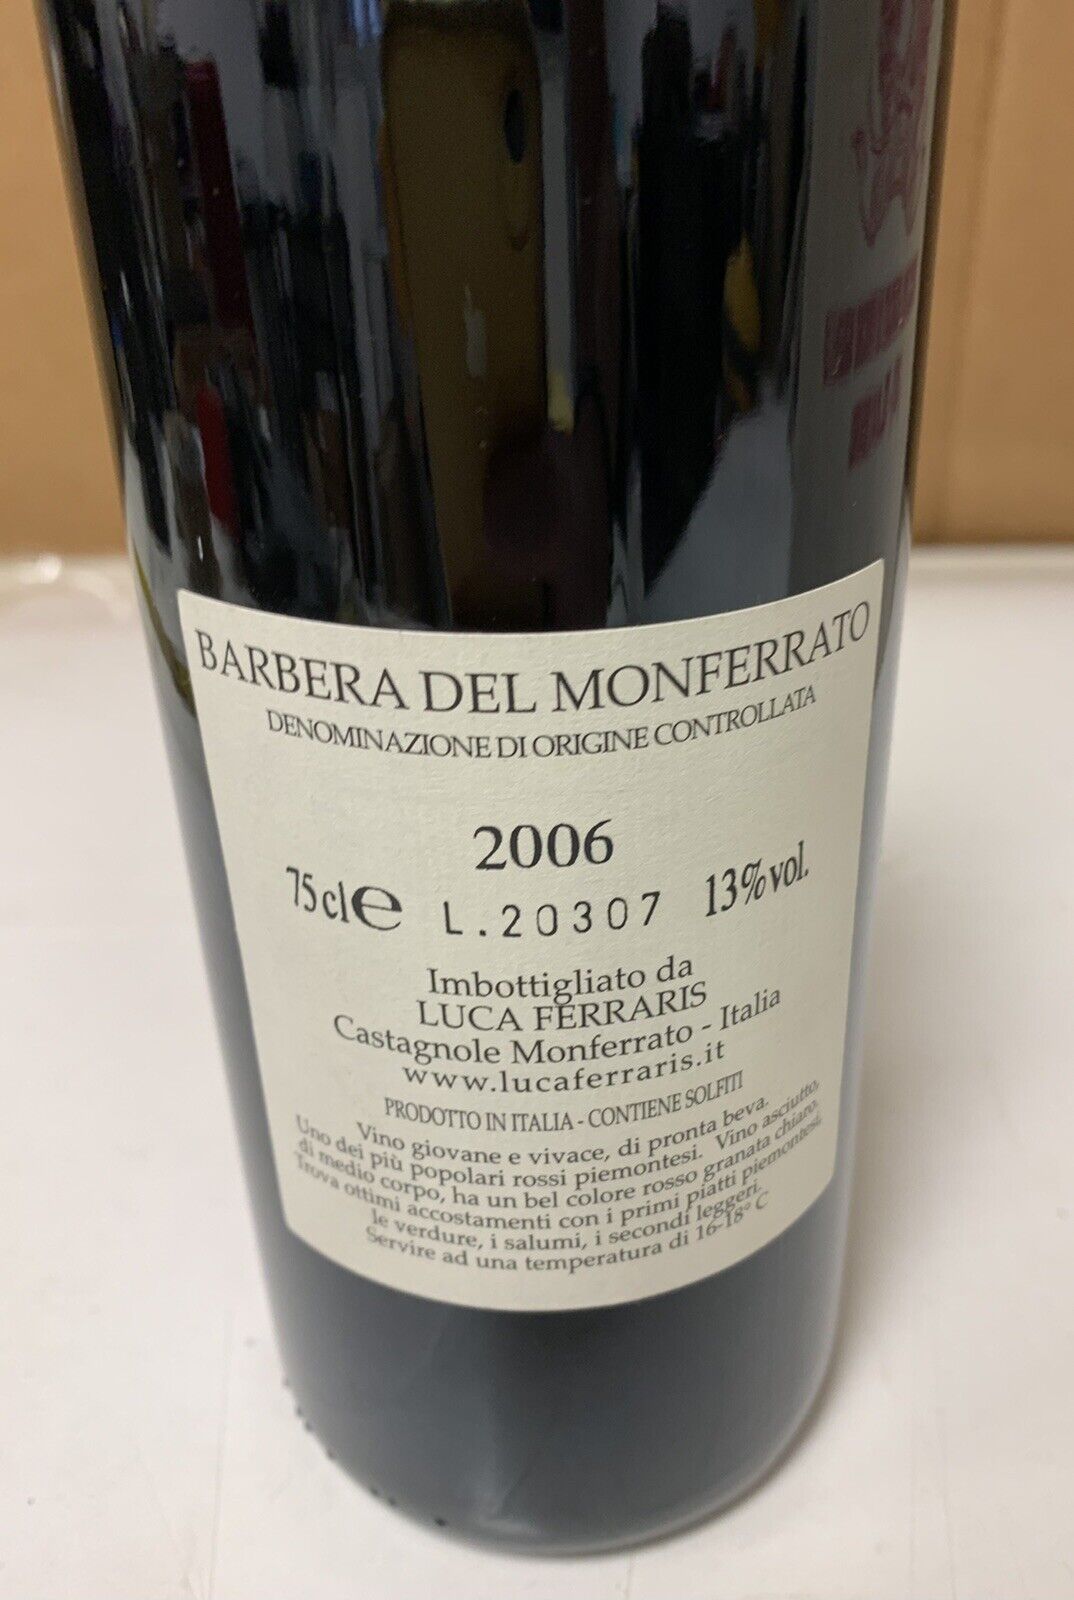 BARBERA DEL MONFERRATO
DENOMINAZIONE DI ORIGINE CONTROLLATA
2006
75 cl e L.20307 13% vol.
Imbottigliato da
LUCA FERRARIS
Castagnole Monferrato - Italia
www.lucaferraris.it
PRODOTTO IN ITALIA - CONTIENE SOLFITI
Vino giovane e vivace, di pronta beva.
Uno dei più popolari rossi piemontesi. Vino asciutto,
di medio corpo, ha un bel colore rosso granata chiaro.
Trova ottimi accostamenti con i primi piatti piemontesi,
le verdure, i salumi, i secondi leggeri.
Servire ad una temperatura di 16-18° C